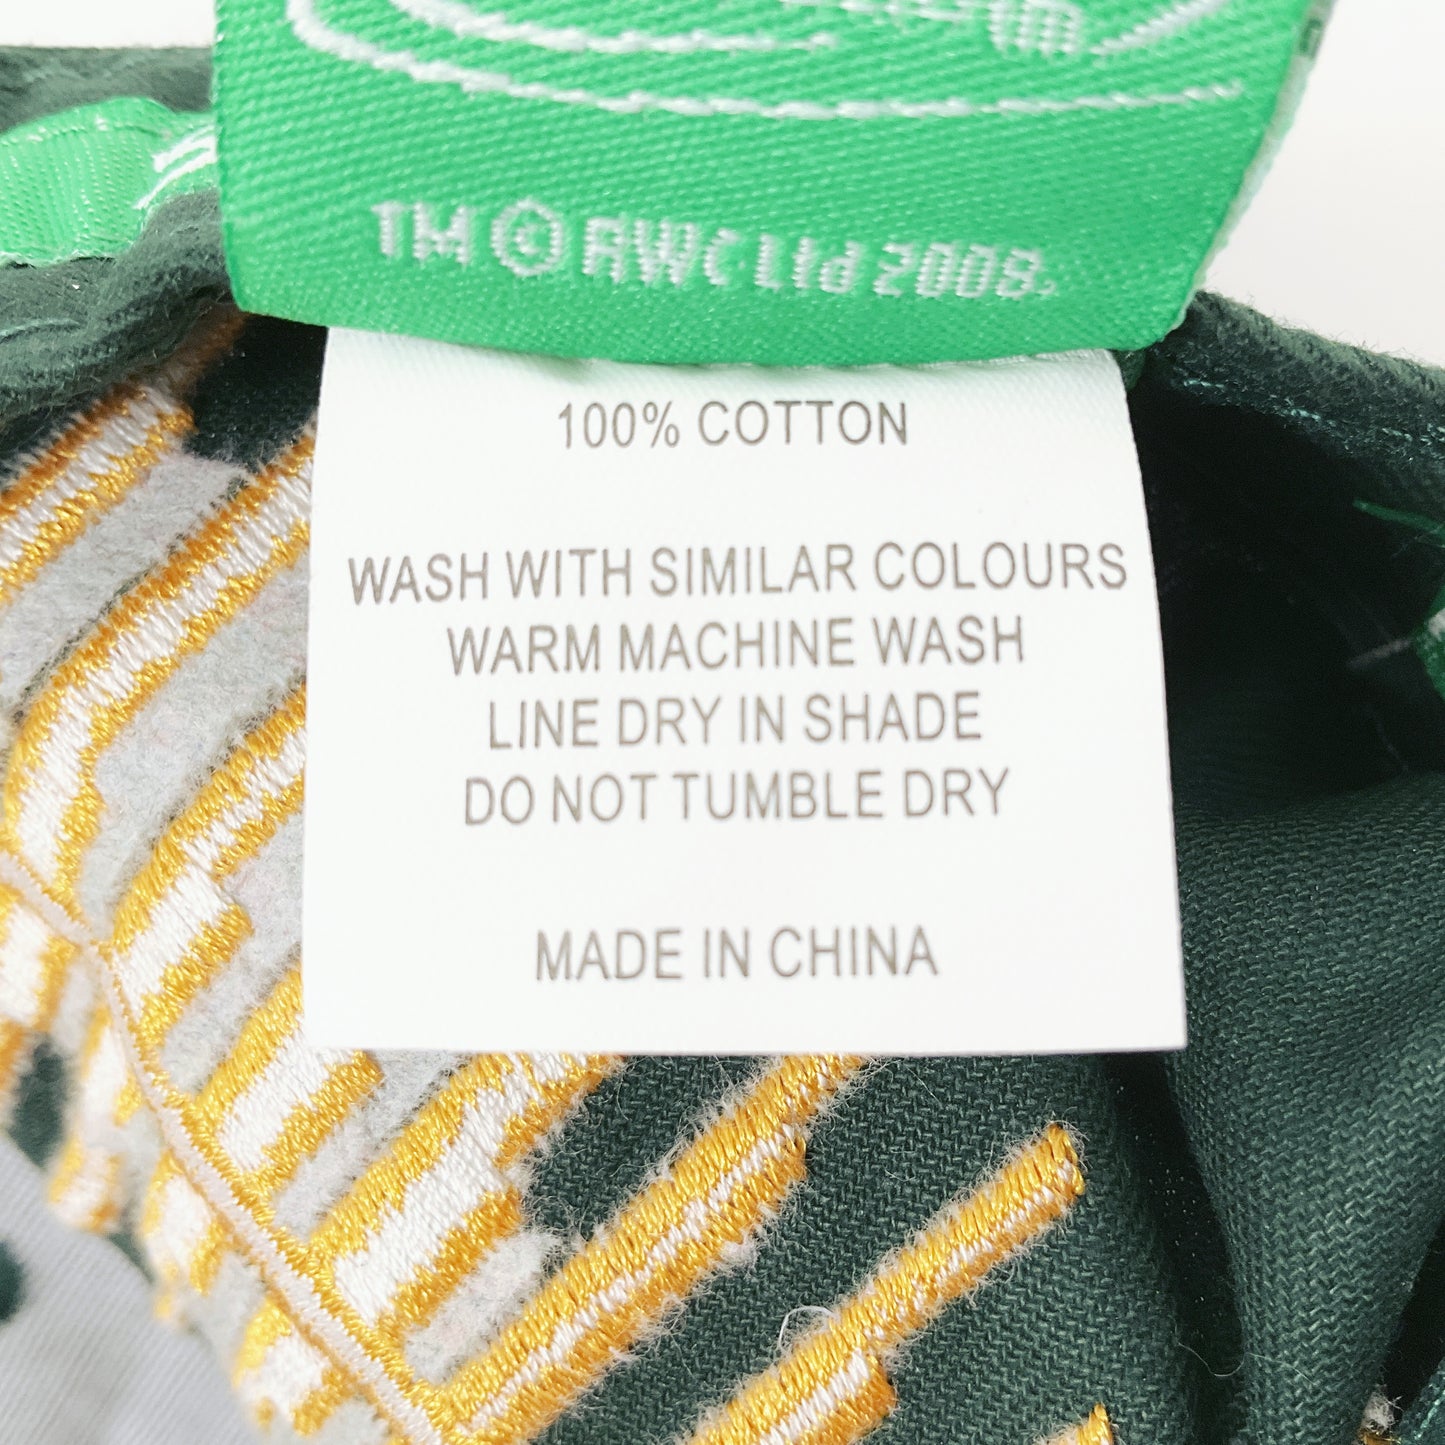 TM © RWC Ltd 2008.
100% COTTON
WASH WITH SIMILAR COLOURS
WARM MACHINE WASH
LINE DRY IN SHADE
DO NOT TUMBLE DRY
MADE IN CHINA